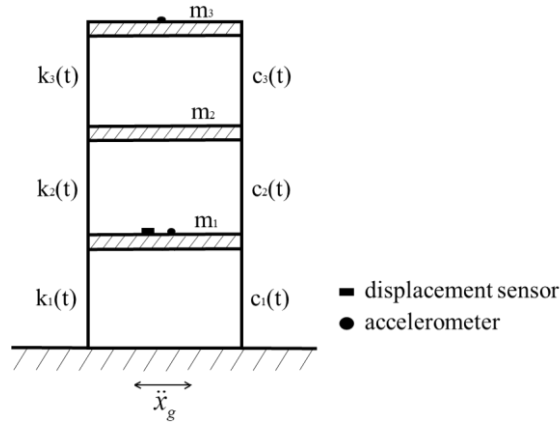 m₃
k₃(t)
c₃(t)
m₂
k₂(t)
c₂(t)
m₁
k₁(t)
c₁(t)
displacement sensor
accelerometer
ẍg